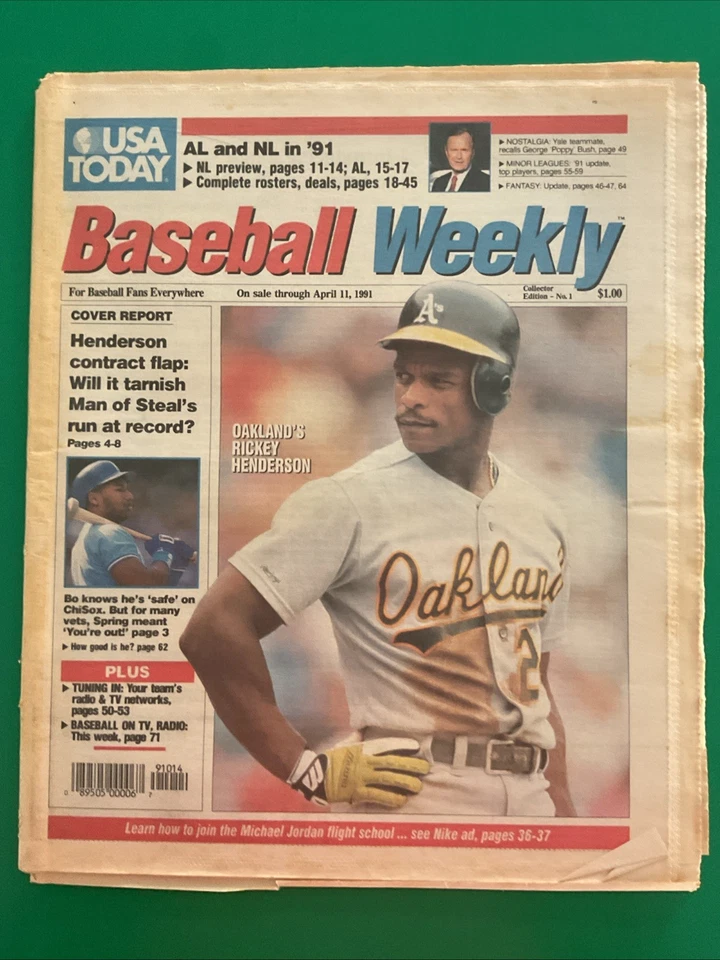 USA
TODAY
AL and NL in '91
▶ NL preview, pages 11-14; AL, 15-17
▶ Complete rosters, deals, pages 18-45
▶ NOSTALGIA: Yale teammate,
recalls George 'Poppy' Bush, page 49
▶ MINOR LEAGUES: '91 update,
top players, pages 55-59
▶ FANTASY: Update, pages 46-47, 64
Baseball Weekly™
For Baseball Fans Everywhere
On sale through April 11, 1991
Collector
Edition – No. 1
$1.00
COVER REPORT
Henderson
contract flap:
Will it tarnish
Man of Steal's
run at record?
Pages 4-8
Bo knows he's 'safe' on
ChiSox. But for many
vets, Spring meant
'You're out!' page 3
▶ How good is he? page 62
PLUS
▶ TUNING IN: Your team's
radio & TV networks,
pages 50-53
▶ BASEBALL ON TV, RADIO:
This week, page 71
91014
0 89505 00006 7
A's
OAKLAND'S
RICKEY
HENDERSON
Oakland
2
Learn how to join the Michael Jordan flight school ... see Nike ad, pages 36-37